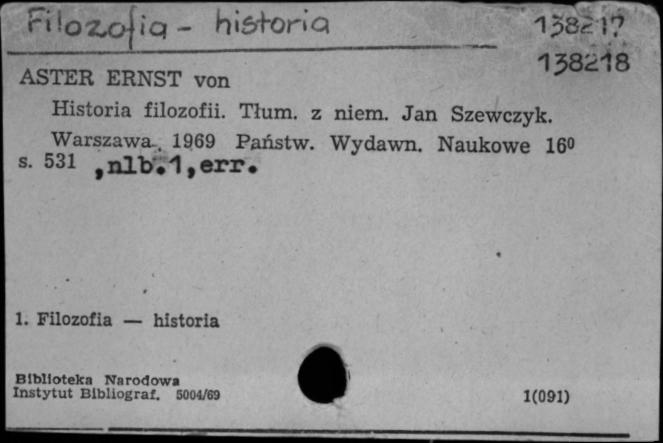 Filozofia - historia 138217
138218
ASTER ERNST von
Historia filozofii. Tłum. z niem. Jan Szewczyk.
Warszawa 1969 Państw. Wydawn. Naukowe 16⁰
s. 531 ,nlb.1,err.
1. Filozofia — historia
Biblioteka Narodowa
Instytut Bibliograf. 5004/69 1(091)